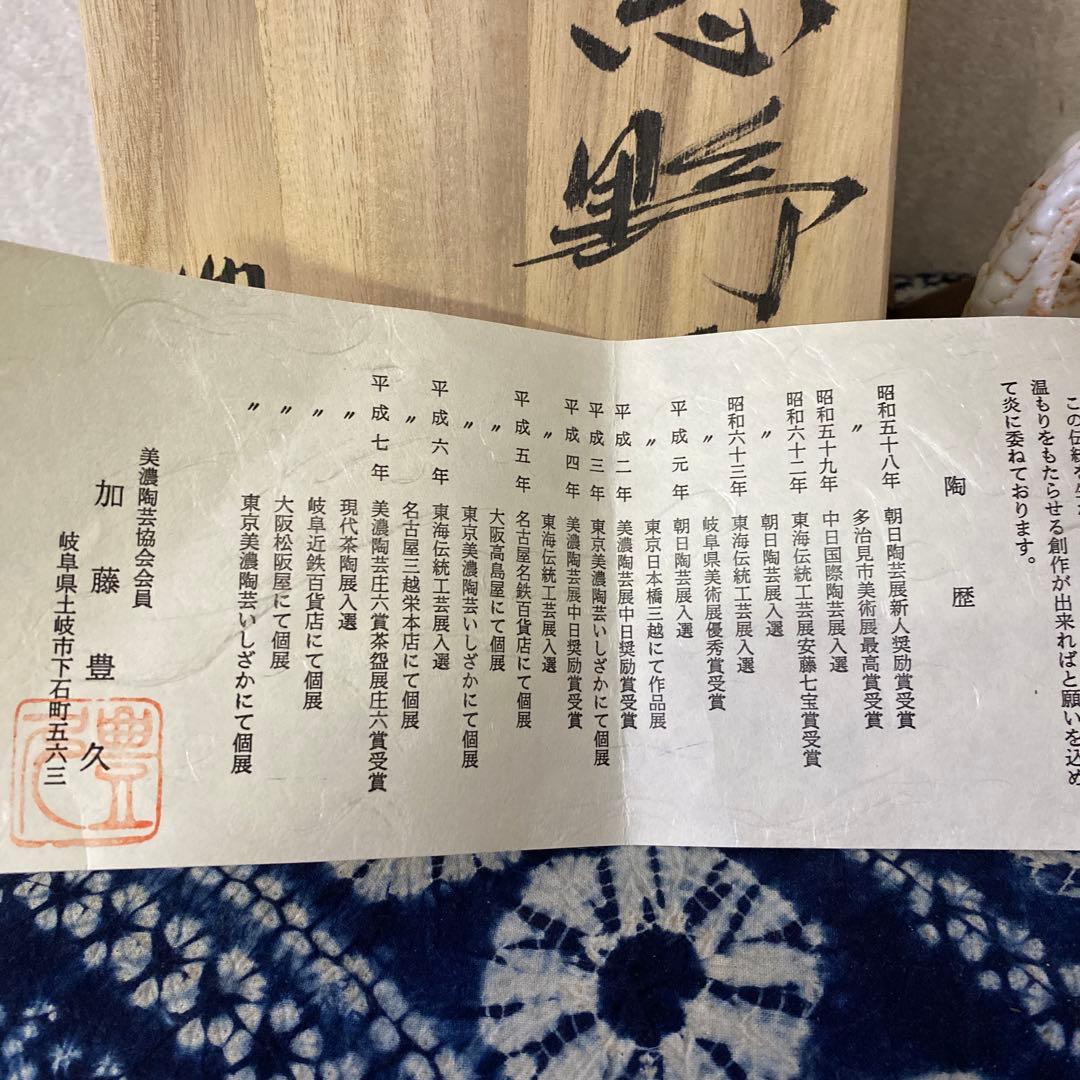 野
この伝統を
温もりをもたらせる創作が出来ればと願いを込め
て炎に委ねております。
陶歴
昭和五十八年 朝日陶芸展新人奨励賞受賞
〃 多治見市美術展最高賞受賞
昭和五十九年 中日国際陶芸展入選
昭和六十二年 東海伝統工芸展安藤七宝賞受賞
〃 朝日陶芸展入選
昭和六十三年 東海伝統工芸展入選
〃 岐阜県美術展優秀賞受賞
平成元年 朝日陶芸展入選
〃 東京日本橋三越にて作品展
平成二年 美濃陶芸展中日奨励賞受賞
平成三年 東京美濃陶芸いしざかにて個展
平成四年 美濃陶芸展中日奨励賞受賞
〃 東海伝統工芸展入選
平成五年 名古屋名鉄百貨店にて個展
〃 大阪高島屋にて個展
〃 東京美濃陶芸いしざかにて個展
平成六年 東海伝統工芸展入選
〃 名古屋三越栄本店にて個展
平成七年 美濃陶芸庄六賞茶盌展庄六賞受賞
〃 現代茶陶展入選
〃 岐阜近鉄百貨店にて個展
〃 大阪松阪屋にて個展
〃 東京美濃陶芸いしざかにて個展
美濃陶芸協会会員
加藤豊久
岐阜県土岐市下石町五六三